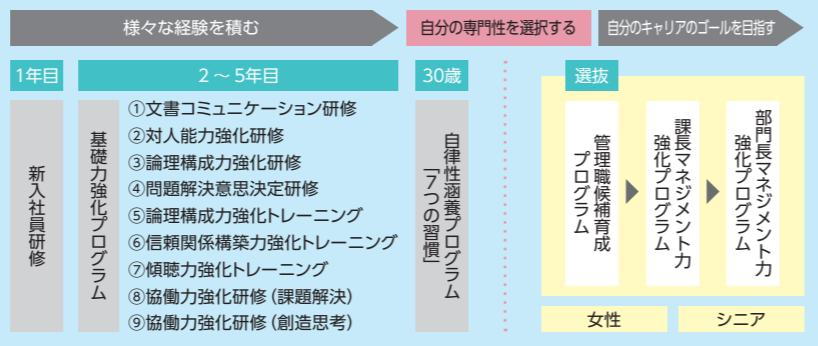 様々な経験を積む
自分の専門性を選択する
自分のキャリアのゴールを目指す
1年目
2～5年目
30歳
選抜
新入社員研修
基礎力強化プログラム
①文書コミュニケーション研修
②対人能力強化研修
③論理構成力強化研修
④問題解決意思決定研修
⑤論理構成力強化トレーニング
⑥信頼関係構築力強化トレーニング
⑦傾聴力強化トレーニング
⑧協働力強化研修（課題解決）
⑨協働力強化研修（創造思考）
自律性涵養プログラム
「7つの習慣」
管理職候補育成
プログラム
課長マネジメント力
強化プログラム
部門長マネジメント力
強化プログラム
女性
シニア